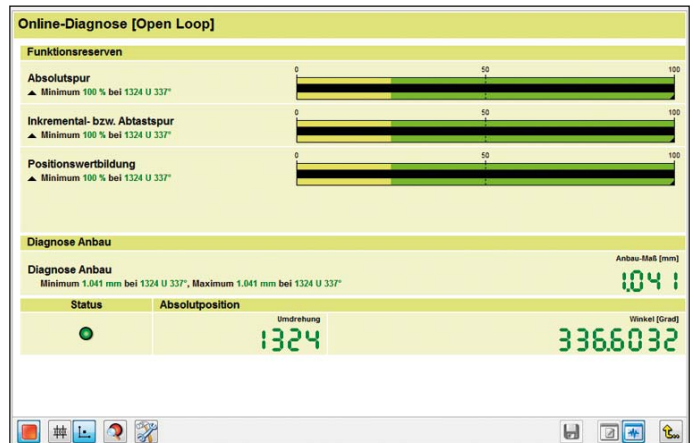 Online-Diagnose [Open Loop]
Funktionsreserven
Absolutspur
Minimum 100 % bei 1324 U 337°
0 50 100
Inkremental- bzw. Abtastspur
Minimum 100 % bei 1324 U 337°
0 50 100
Positionswertbildung
Minimum 100 % bei 1324 U 337°
0 50 100
Diagnose Anbau
Anbau-Maß [mm]
Diagnose Anbau
Minimum 1.041 mm bei 1324 U 337°, Maximum 1.041 mm bei 1324 U 337°
1.041
Status Absolutposition
Umdrehung Winkel [Grad]
1324 336.6032